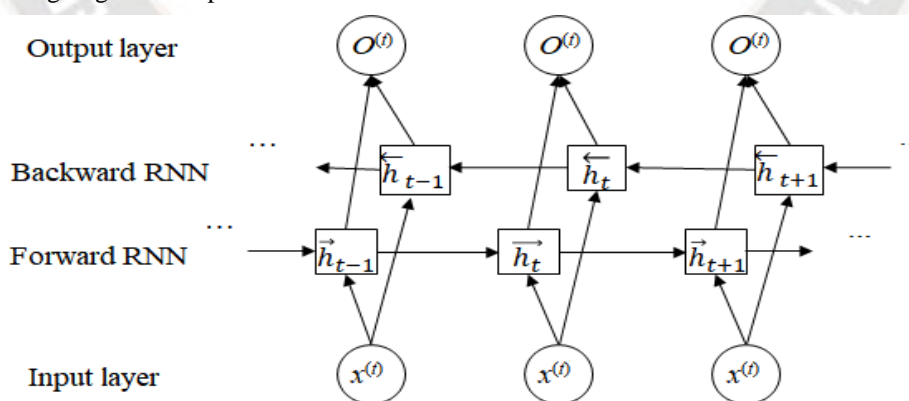 Output layer O⁽ᵗ⁾ O⁽ᵗ⁾ O⁽ᵗ⁾
... ...
Backward RNN ←h t−1 ←h t ←h t+1
... ...
Forward RNN →h t−1 →h t →h t+1
Input layer x⁽ᵗ⁾ x⁽ᵗ⁾ x⁽ᵗ⁾